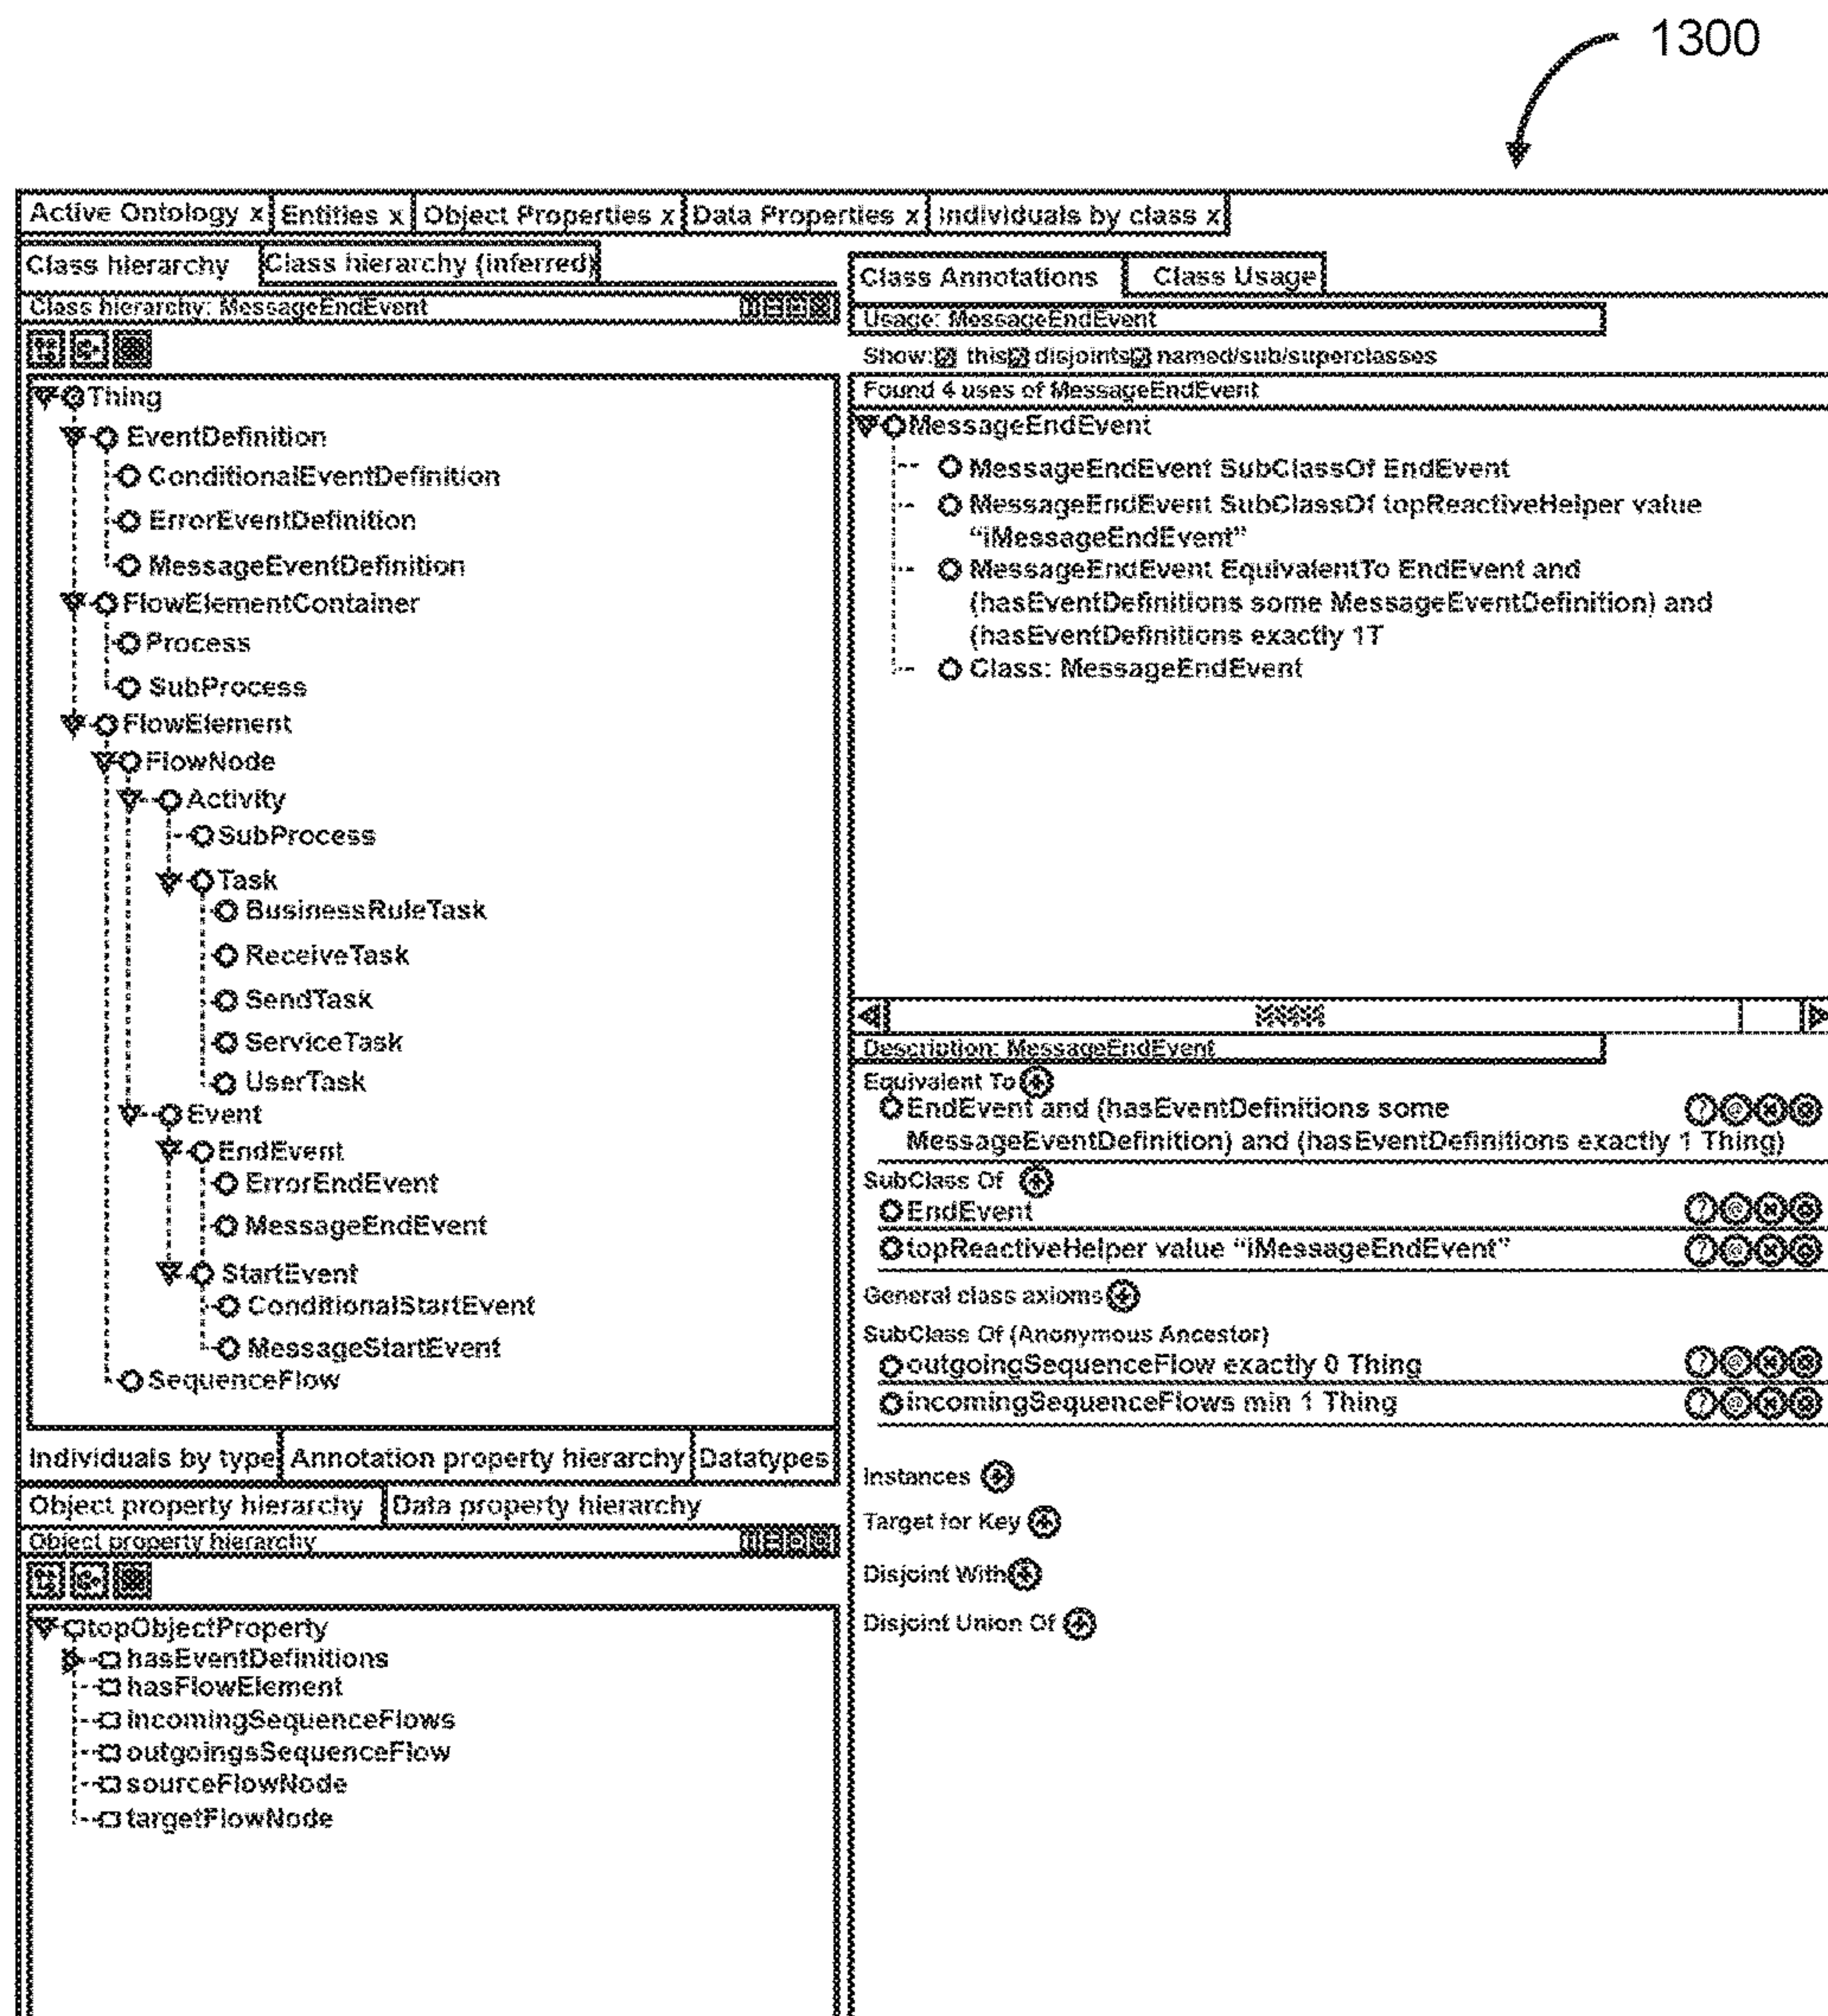 1300
Active Ontology x Entities x Object Properties x Data Properties x Individuals by class x
Class hierarchy Class hierarchy (inferred)
Class hierarchy: MessageEndEvent
Thing
EventDefinition
ConditionalEventDefinition
ErrorEventDefinition
MessageEventDefinition
FlowElementContainer
Process
SubProcess
FlowElement
FlowNode
Activity
SubProcess
Task
BusinessRuleTask
ReceiveTask
SendTask
ServiceTask
UserTask
Event
EndEvent
ErrorEndEvent
MessageEndEvent
StartEvent
ConditionalStartEvent
MessageStartEvent
SequenceFlow
Individuals by type Annotation property hierarchy Datatypes
Object property hierarchy Data property hierarchy
Object property hierarchy
topObjectProperty
hasEventDefinitions
hasFlowElement
incomingSequenceFlows
outgoingsSequenceFlow
sourceFlowNode
targetFlowNode
Class Annotations Class Usage
Usage: MessageEndEvent
Show: this disjoints named/sub/superclasses
Found 4 uses of MessageEndEvent
MessageEndEvent
MessageEndEvent SubClassOf EndEvent
MessageEndEvent SubClassOf topReactiveHelper value
“iMessageEndEvent”
MessageEndEvent EquivalentTo EndEvent and
(hasEventDefinitions some MessageEventDefinition) and
(hasEventDefinitions exactly 1T
Class: MessageEndEvent
Description: MessageEndEvent
Equivalent To +
EndEvent and (hasEventDefinitions some ? @ x o
MessageEventDefinition) and (hasEventDefinitions exactly 1 Thing)
SubClass Of +
EndEvent ? @ x o
topReactiveHelper value “iMessageEndEvent” ? @ x o
General class axioms +
SubClass Of (Anonymous Ancestor)
outgoingSequenceFlow exactly 0 Thing ? @ x o
incomingSequenceFlows min 1 Thing ? @ x o
Instances +
Target for Key +
Disjoint With +
Disjoint Union Of +